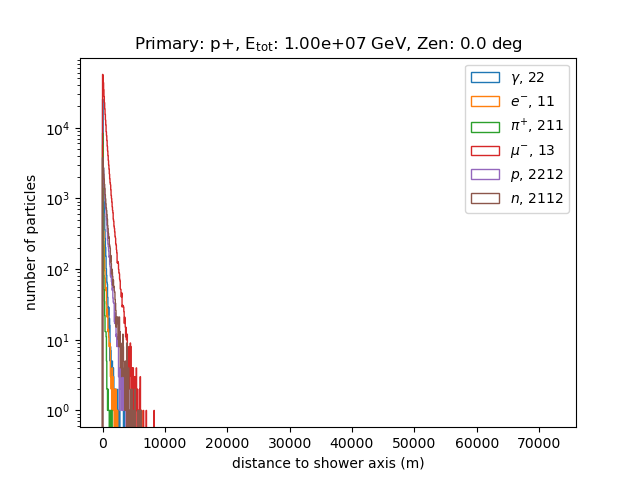 Primary: p+, E_tot: 1.00e+07 GeV, Zen: 0.0 deg
γ, 22
e⁻, 11
π⁺, 211
μ⁻, 13
p, 2212
n, 2112
number of particles
10⁴
10³
10²
10¹
10⁰
0 10000 20000 30000 40000 50000 60000 70000
distance to shower axis (m)